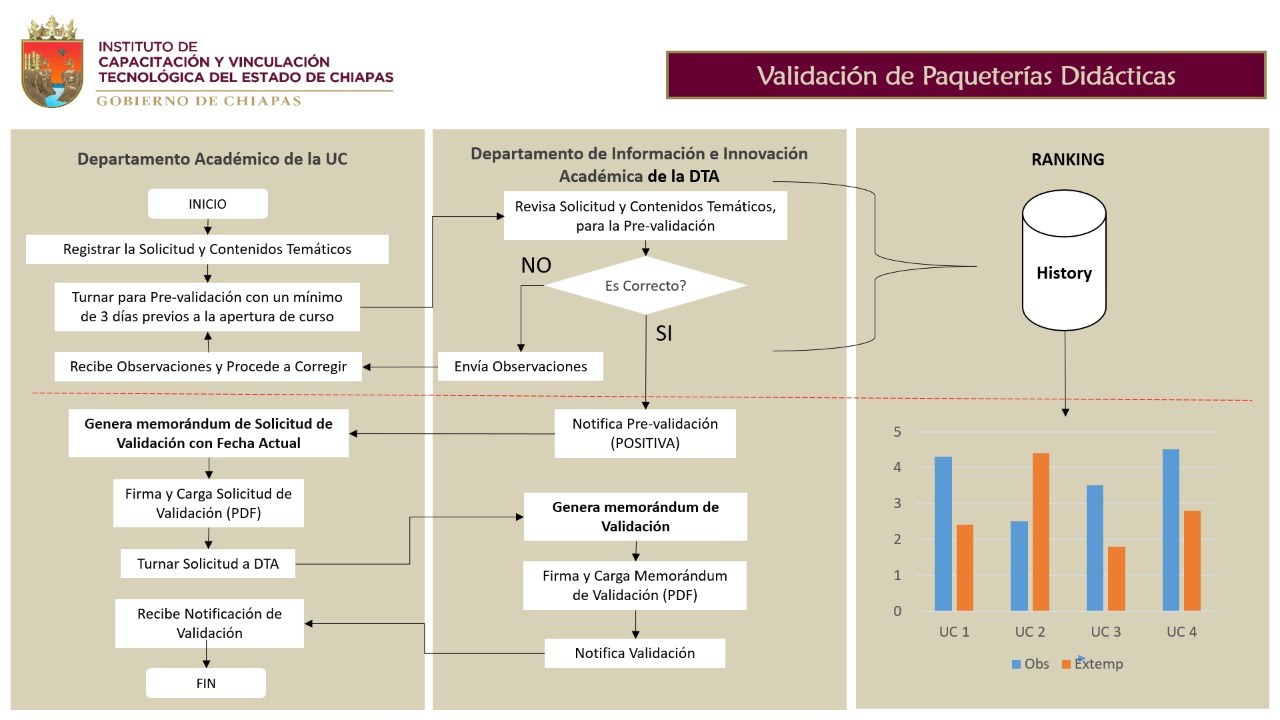 INSTITUTO DE
CAPACITACIÓN Y VINCULACIÓN
TECNOLÓGICA DEL ESTADO DE CHIAPAS
GOBIERNO DE CHIAPAS
Validación de Paqueterías Didácticas
Departamento Académico de la UC
INICIO
Registrar la Solicitud y Contenidos Temáticos
Turnar para Pre-validación con un mínimo
de 3 días previos a la apertura de curso
Recibe Observaciones y Procede a Corregir
Genera memorándum de Solicitud de
Validación con Fecha Actual
Firma y Carga Solicitud de
Validación (PDF)
Turnar Solicitud a DTA
Recibe Notificación de
Validación
FIN
Departamento de Información e Innovación
Académica de la DTA
Revisa Solicitud y Contenidos Temáticos,
para la Pre-validación
NO
Es Correcto?
SI
Envía Observaciones
Notifica Pre-validación
(POSITIVA)
Genera memorándum de
Validación
Firma y Carga Memorándum
de Validación (PDF)
Notifica Validación
RANKING
History
5
4
3
2
1
0
UC 1 UC 2 UC 3 UC 4
Obs Extemp